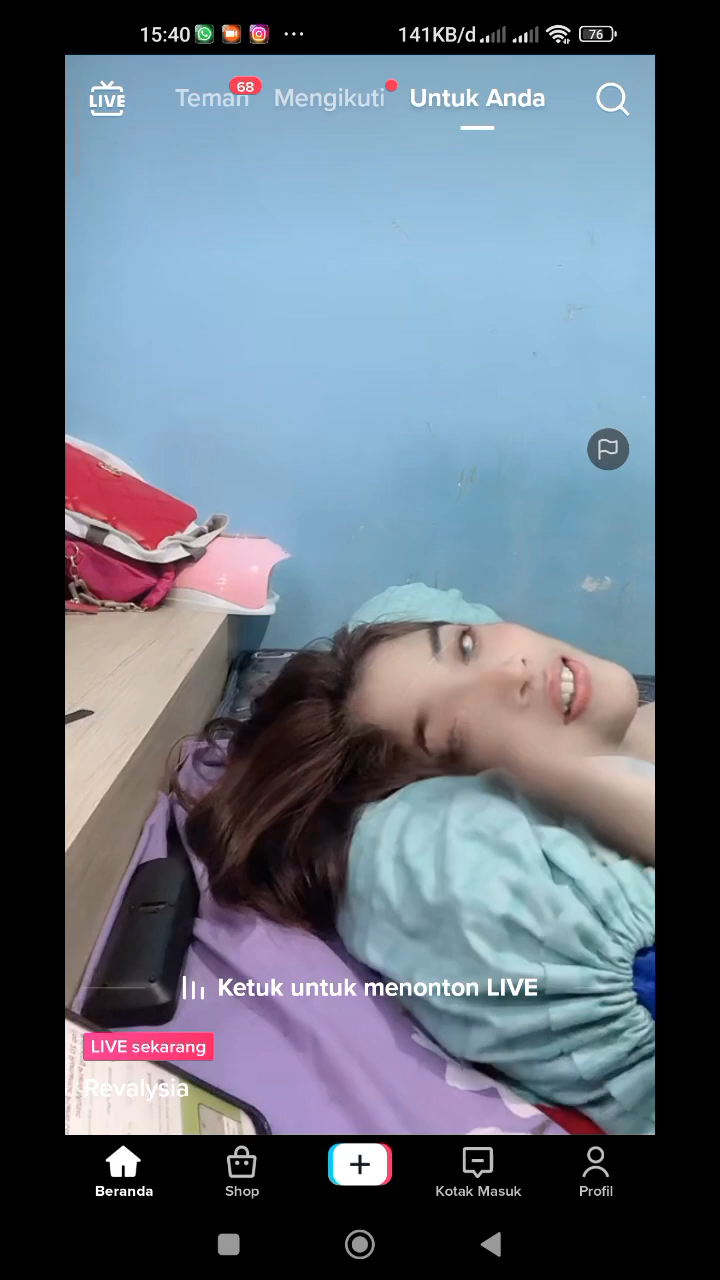 15:40
141KB/d
76
LIVE
Teman
68
Mengikuti
Untuk Anda
Ketuk untuk menonton LIVE
LIVE sekarang
Revalysia
Beranda
Shop
Kotak Masuk
Profil